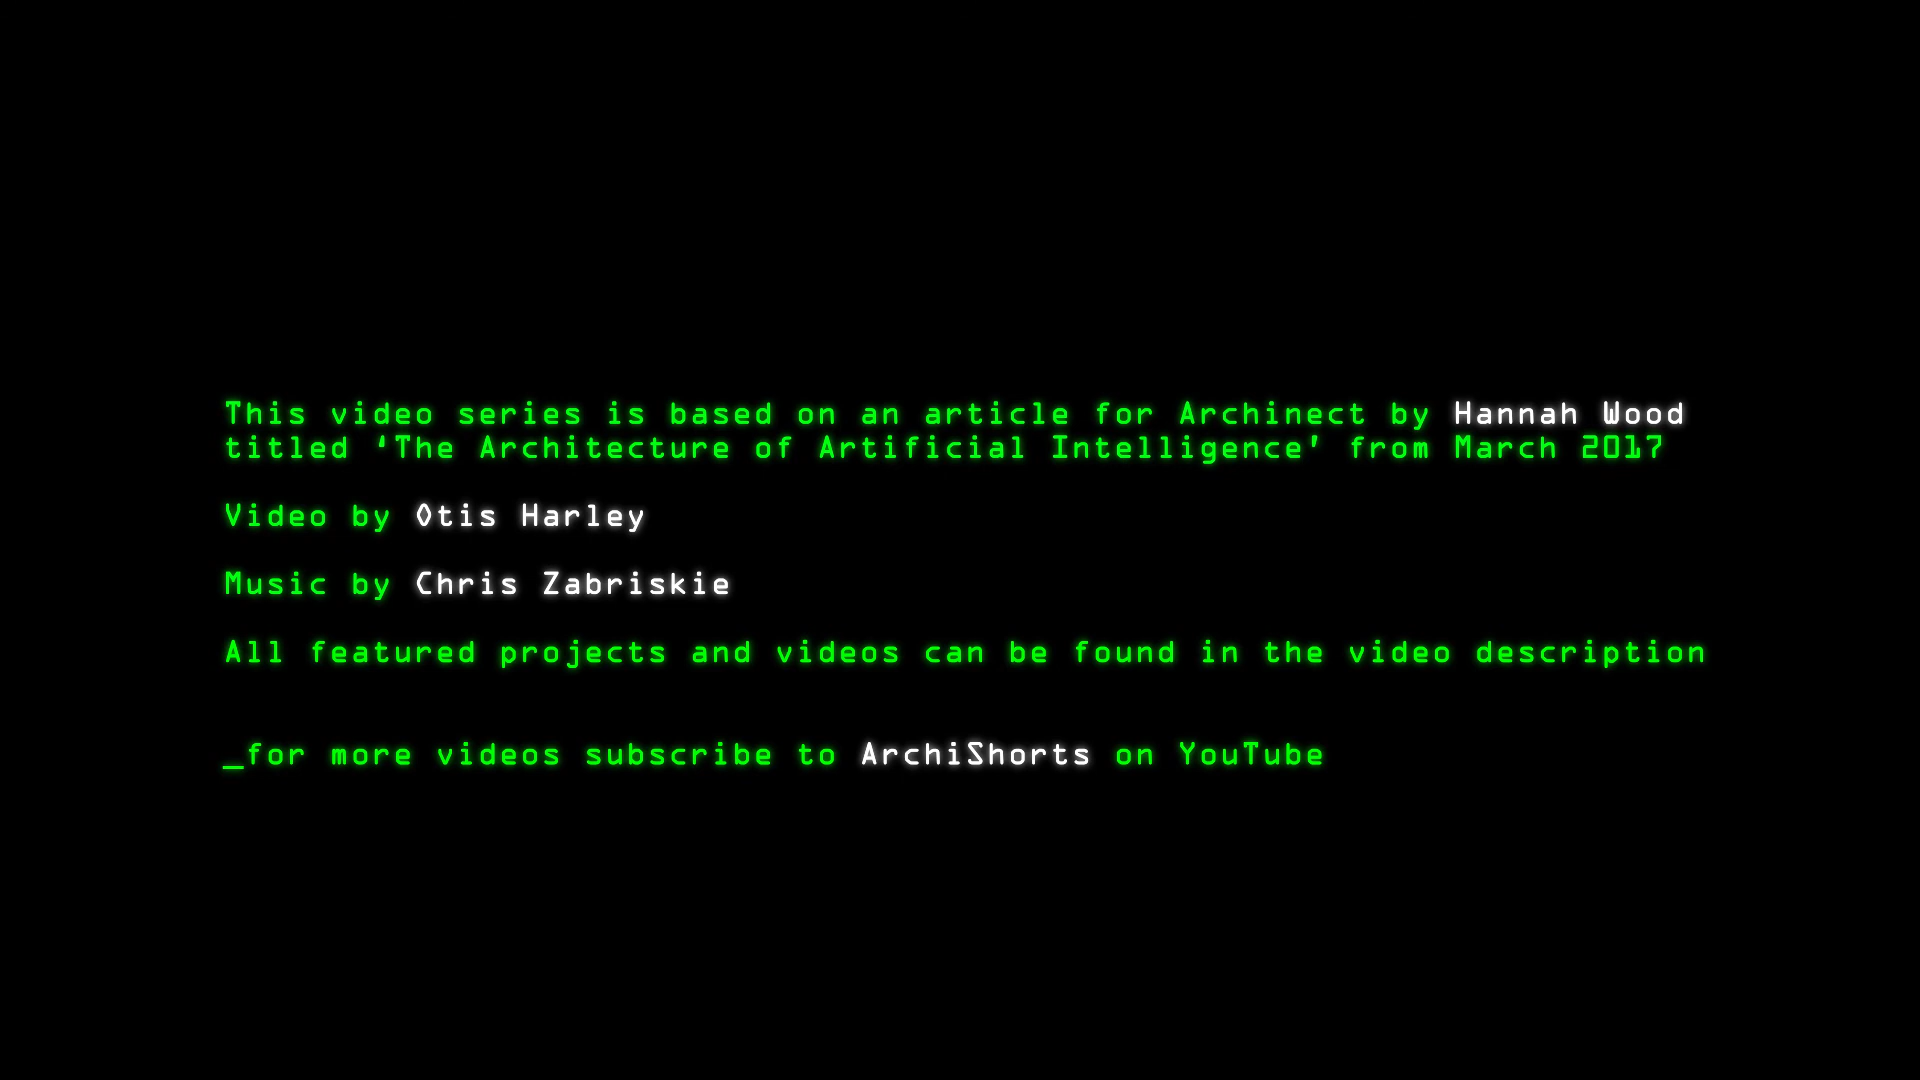 This video series is based on an article for Archinect by Hannah Wood
titled ‘The Architecture of Artificial Intelligence’ from March 2017
Video by Otis Harley
Music by Chris Zabriskie
All featured projects and videos can be found in the video description
_for more videos subscribe to ArchiShorts on YouTube